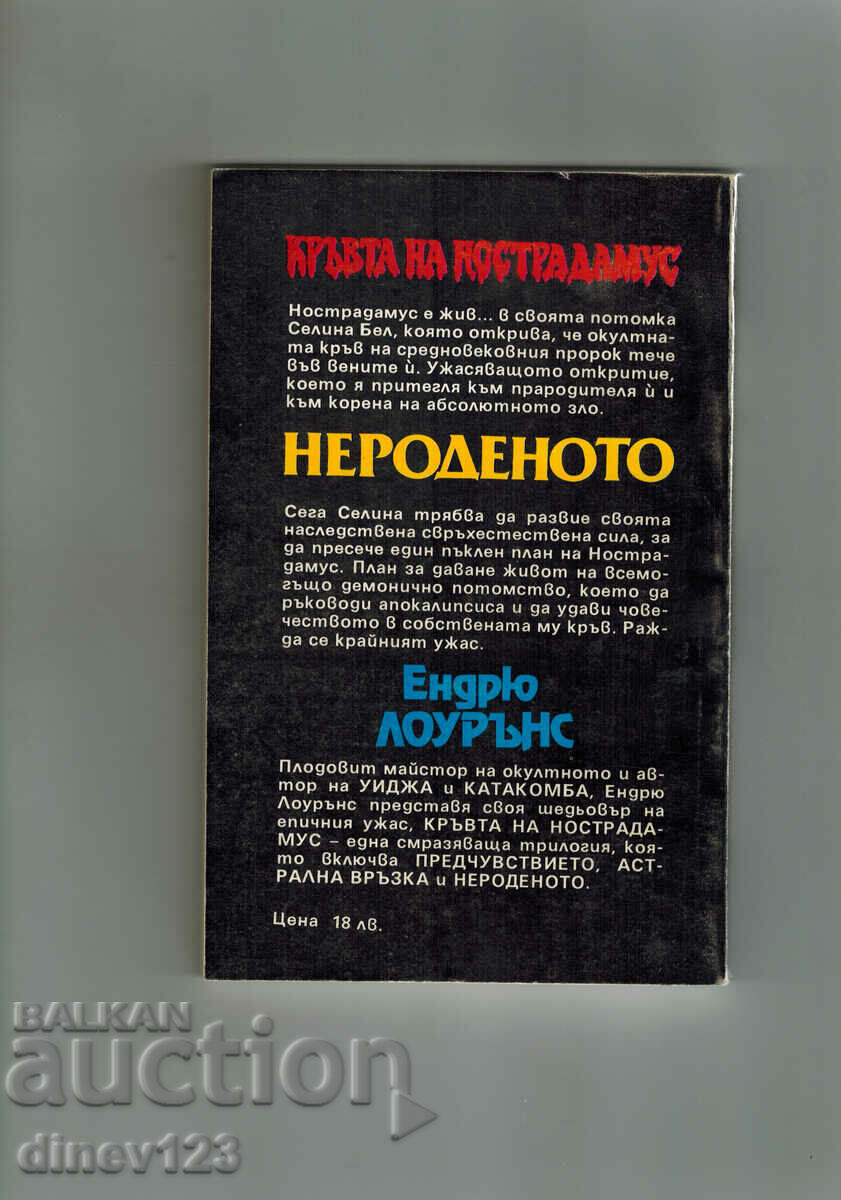 КРЪВТА НА НОСТРАДАМУС
Нострадамус е жив... в своята потомка
Селина Бел, която открива, че окултна-
та кръв на средновековния пророк тече
във вените ѝ. Ужасяващото откритие,
което я притегля към прародителя ѝ и
към корена на абсолютното зло.
НЕРОДЕНОТО
Сега Селина трябва да развие своята
наследствена свръхестествена сила, за
да пресече един пъклен план на Ностра-
дамус. План за даване живот на всемо-
гъщо демонично потомство, което да
ръководи апокалипсиса и да удави чове-
чеството в собствената му кръв. Раж-
да се крайният ужас.
Ендрю
ЛОУРЪНС
Плодовит майстор на окултното и ав-
тор на УИДЖА и КАТАКОМБА, Ендрю
Лоурънс представя своя шедьовър на
епичния ужас, КРЪВТА НА НОСТРАДА-
МУС – една смразяваща трилогия, коя-
то включва ПРЕДЧУВСТВИЕТО, АСТ-
РАЛНА ВРЪЗКА и НЕРОДЕНОТО.
Цена 18 лв.
BALKAN
auction
dinev123